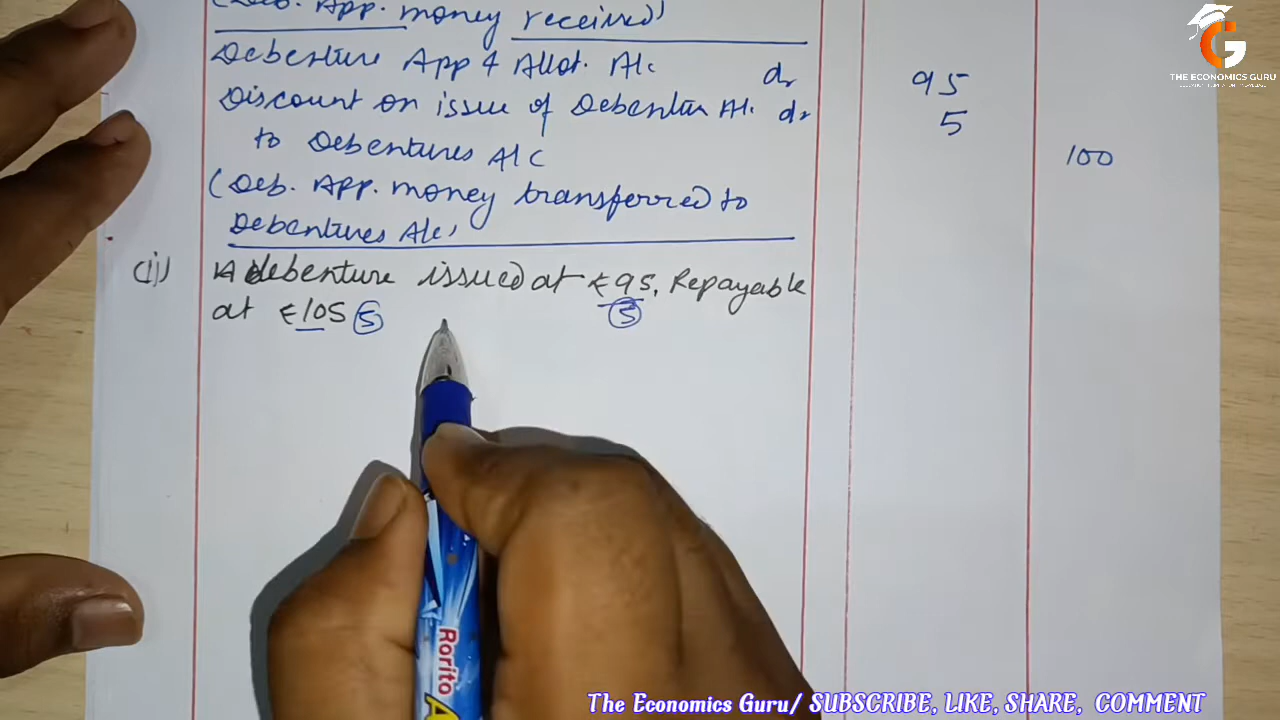 (Deb. App. money received)
Debenture App & Allot. A/c dr 95
Discount on issue of Debenture A/c dr 5
to Debentures A/c 100
(Deb. App. money transferred to
Debentures A/c)
(ii) A debenture issued at ₹95, Repayable
5
at ₹105 5
G
THE ECONOMICS GURU
Rorito
The Economics Guru/ SUBSCRIBE, LIKE, SHARE, COMMENT